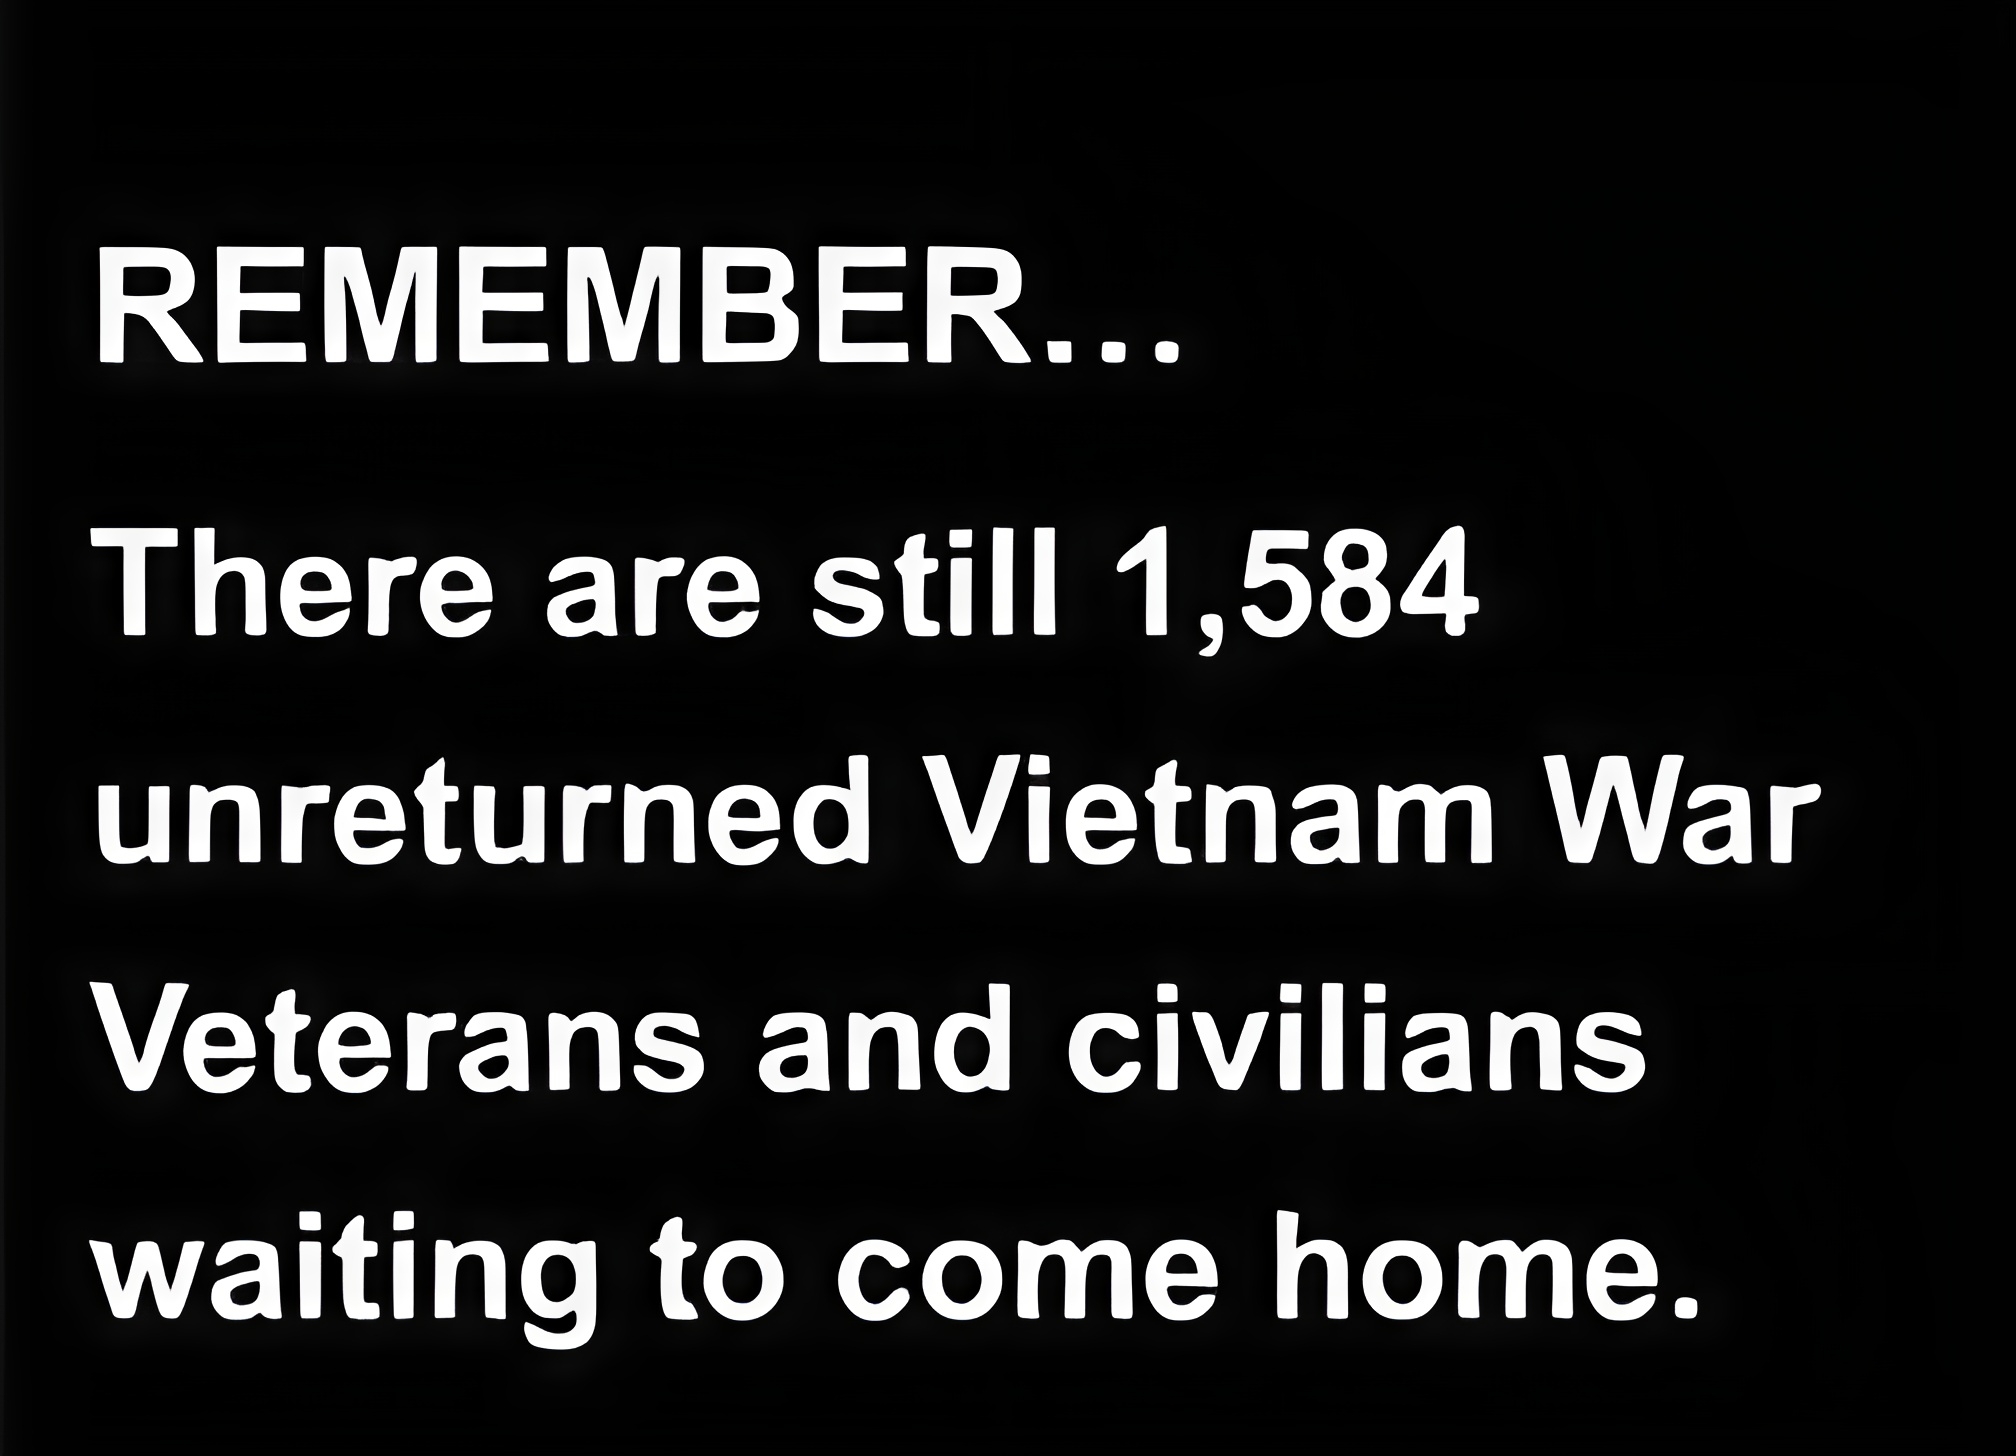 REMEMBER...
There are still 1,584
unreturned Vietnam War
Veterans and civilians
waiting to come home.